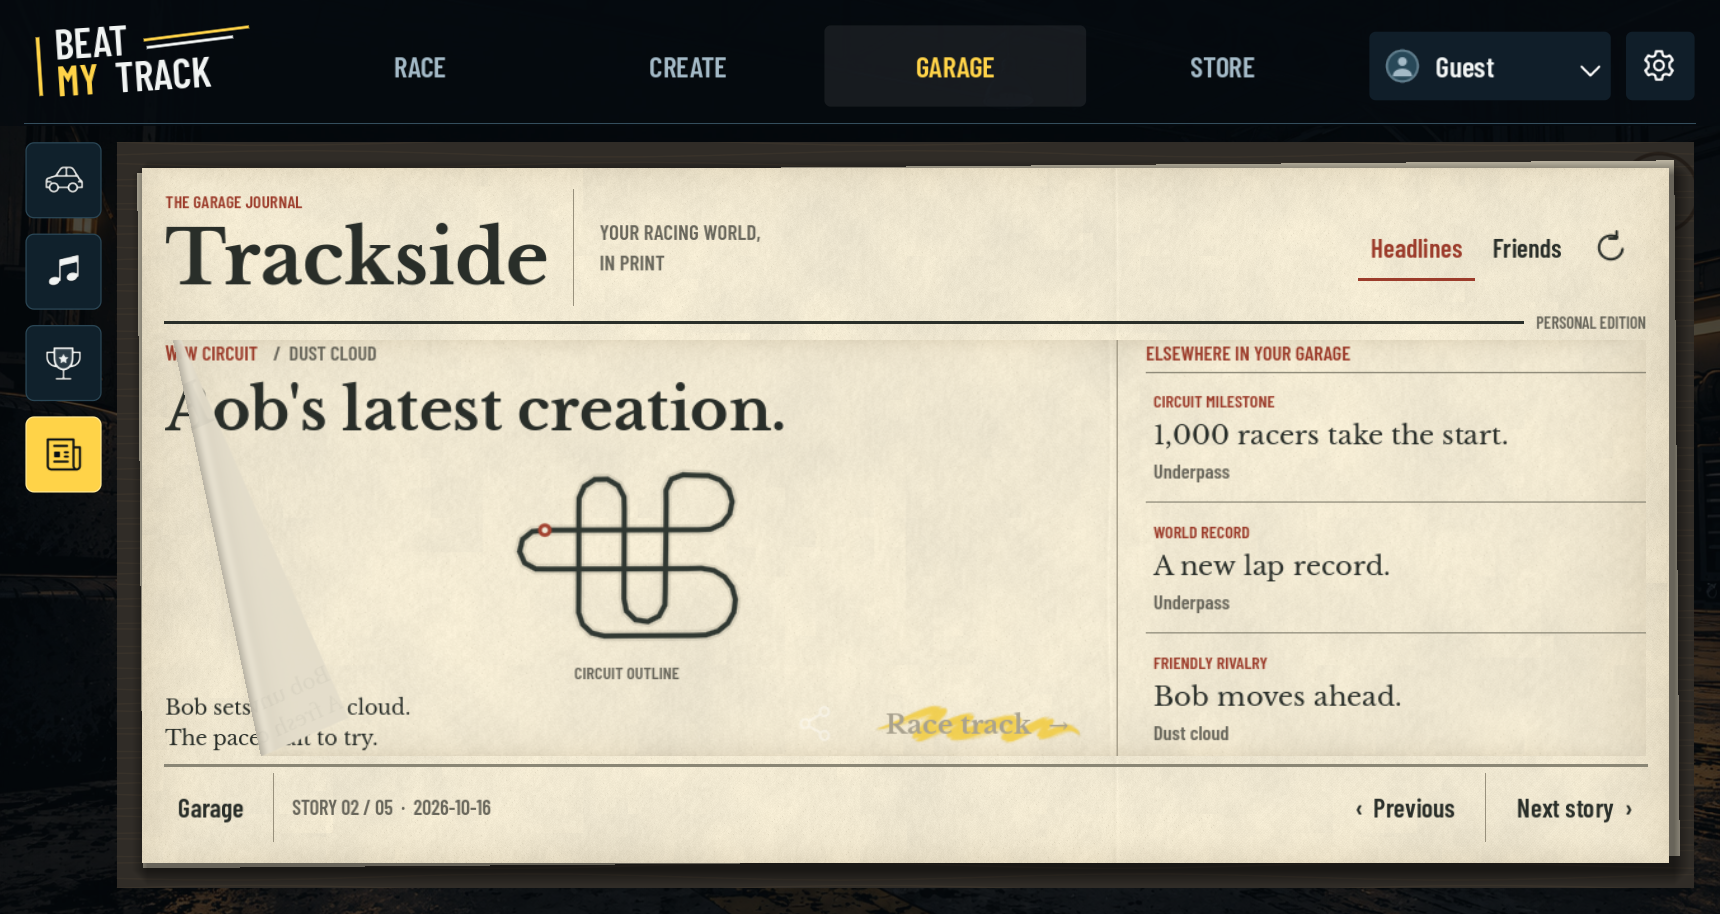 BEAT
MY TRACK
RACE
CREATE
GARAGE
STORE
Guest
THE GARAGE JOURNAL
Trackside
YOUR RACING WORLD,
IN PRINT
Headlines
Friends
PERSONAL EDITION
CIRCUIT / DUST CLOUD
ob's latest creation.
CIRCUIT OUTLINE
Bob sets cloud.
The pace to try.
Race track →
ELSEWHERE IN YOUR GARAGE
CIRCUIT MILESTONE
1,000 racers take the start.
Underpass
WORLD RECORD
A new lap record.
Underpass
FRIENDLY RIVALRY
Bob moves ahead.
Dust cloud
Garage
STORY 02 / 05 · 2026-10-16
‹ Previous
Next story ›